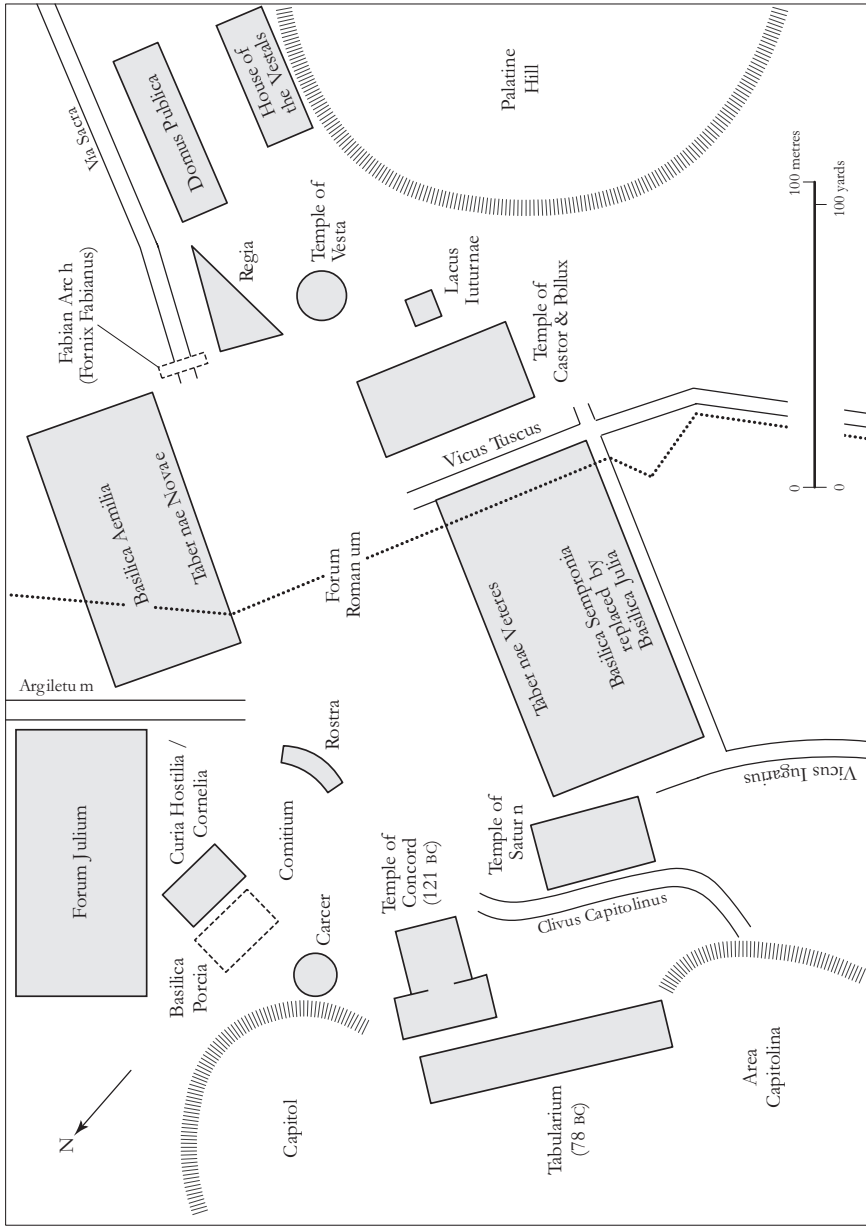 N
Forum Julium
Argiletum
Basilica Aemilia
Tabernae Novae
Fabian Arch
(Fornix Fabianus)
Via Sacra
Domus Publica
House of
the Vestals
Regia
Temple of
Vesta
Palatine
Hill
Basilica
Porcia
Curia Hostilia /
Cornelia
Comitium
Rostra
Carcer
Capitol
Forum
Romanum
Lacus
Iuturnae
Temple of
Castor & Pollux
Vicus Tuscus
Temple of
Concord
(121 BC)
Temple of
Saturn
Clivus Capitolinus
Tabernae Veteres
Basilica Sempronia
replaced by
Basilica Julia
Tabularium
(78 BC)
Area
Capitolina
Vicus Iugarius
0
100 metres
0
100 yards